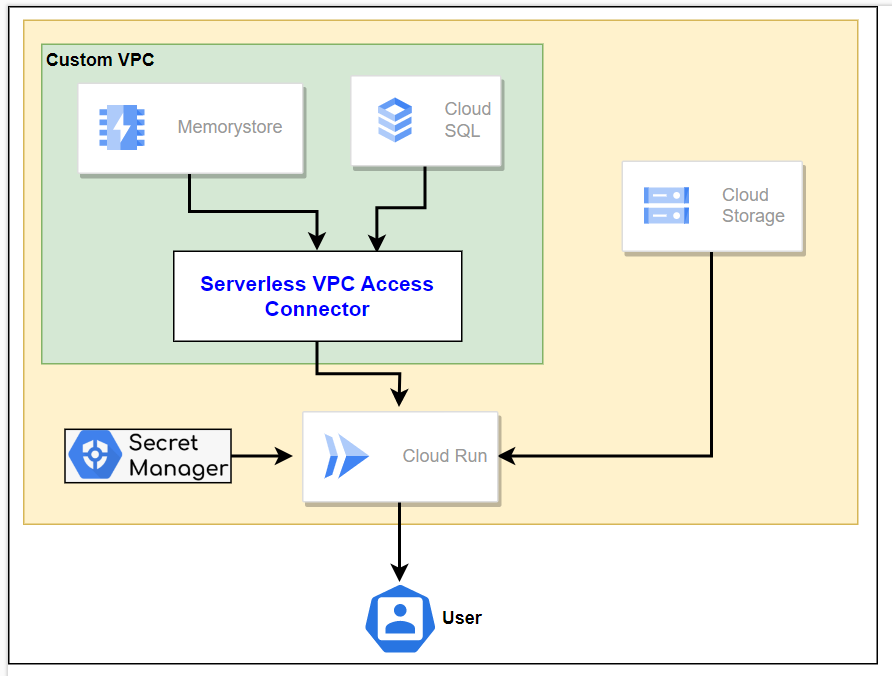 Custom VPC
Memorystore
Cloud
SQL
Cloud
Storage
Serverless VPC Access
Connector
Secret
Manager
Cloud Run
User